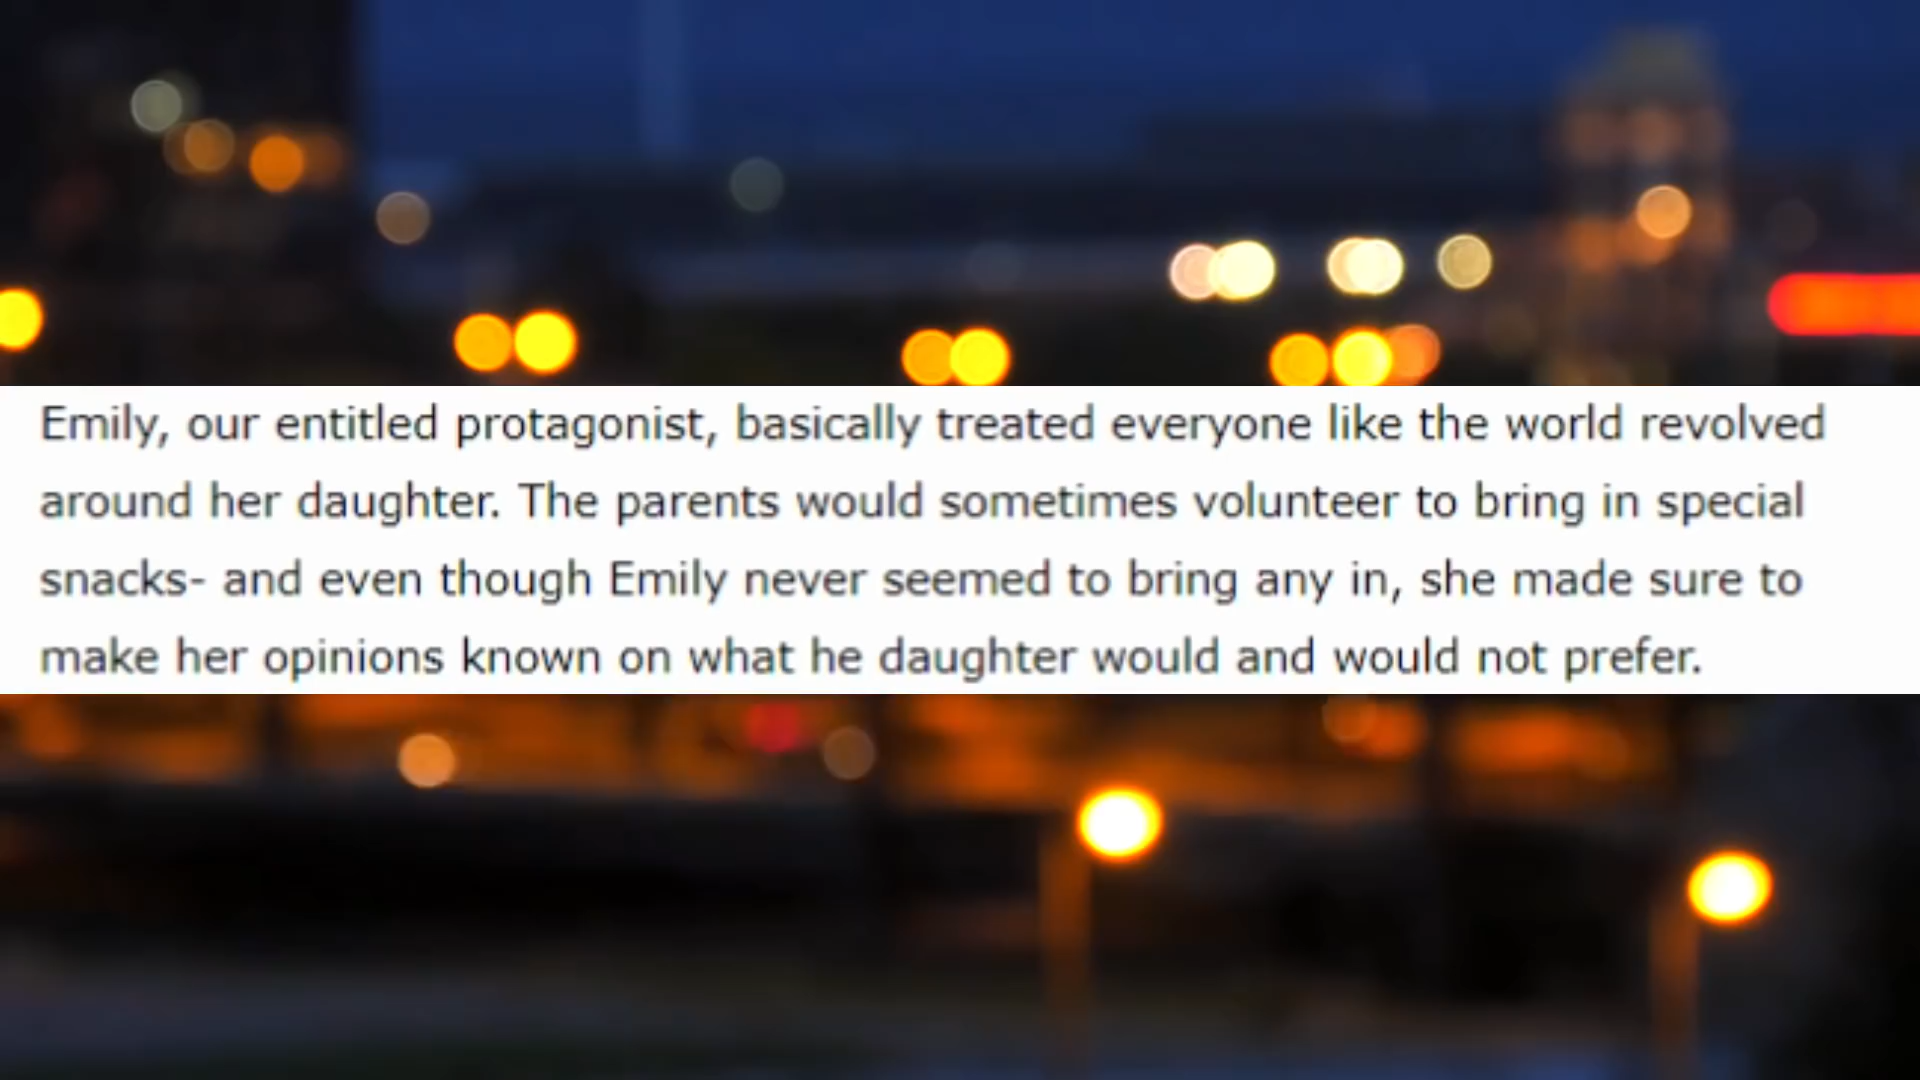 Emily, our entitled protagonist, basically treated everyone like the world revolved
around her daughter. The parents would sometimes volunteer to bring in special
snacks- and even though Emily never seemed to bring any in, she made sure to
make her opinions known on what he daughter would and would not prefer.